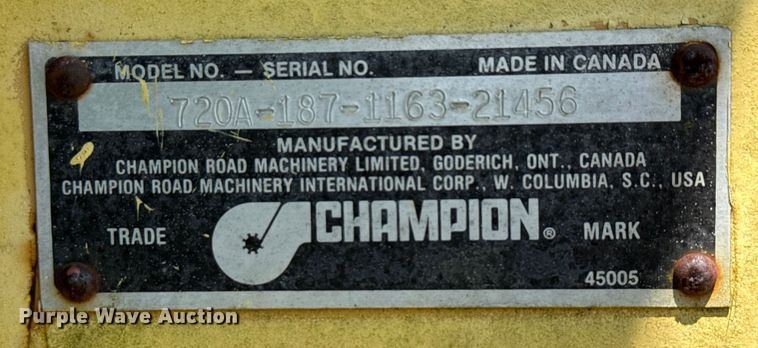 MODEL NO. — SERIAL NO. MADE IN CANADA
720A-187-1163-21456
MANUFACTURED BY
CHAMPION ROAD MACHINERY LIMITED, GODERICH, ONT., CANADA
CHAMPION ROAD MACHINERY INTERNATIONAL CORP., W. COLUMBIA, S.C., USA
TRADE CHAMPION® MARK
45005
Purple Wave Auction